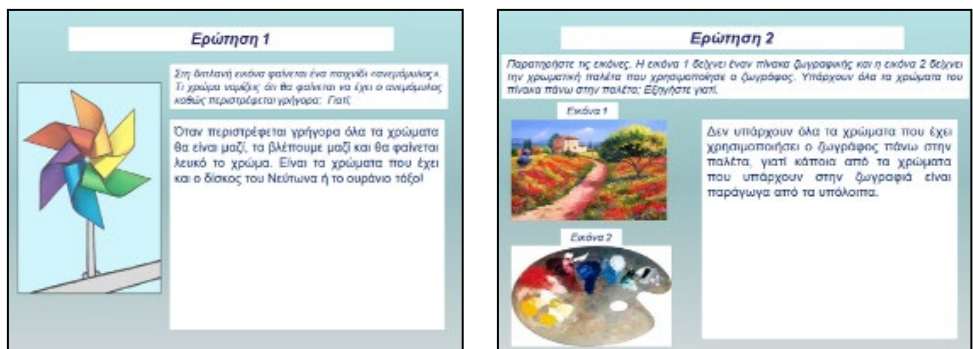 Ερώτηση 1
Στη διπλανή εικόνα φαίνεται ένα παιχνίδι «ανεμόμυλος».
Τι χρώμα νομίζεις ότι θα φαίνεται να έχει ο ανεμόμυλος
καθώς περιστρέφεται γρήγορα; Γιατί;
Όταν περιστρέφεται γρήγορα όλα τα χρώματα
θα είναι μαζί, τα βλέπουμε μαζί και θα φαίνεται
λευκό το χρώμα. Είναι τα χρώματα που έχει
και ο δίσκος του Νεύτωνα ή το ουράνιο τόξο!
Ερώτηση 2
Παρατηρήστε τις εικόνες. Η εικόνα 1 δείχνει έναν πίνακα ζωγραφικής και η εικόνα 2 δείχνει
την χρωματική παλέτα που χρησιμοποίησε ο ζωγράφος. Υπάρχουν όλα τα χρώματα του
πίνακα πάνω στην παλέτα; Εξηγήστε γιατί.
Εικόνα 1
Δεν υπάρχουν όλα τα χρώματα που έχει
χρησιμοποιήσει ο ζωγράφος πάνω στην
παλέτα, γιατί κάποια από τα χρώματα
που υπάρχουν στην ζωγραφιά είναι
παράγωγα από τα υπόλοιπα.
Εικόνα 2